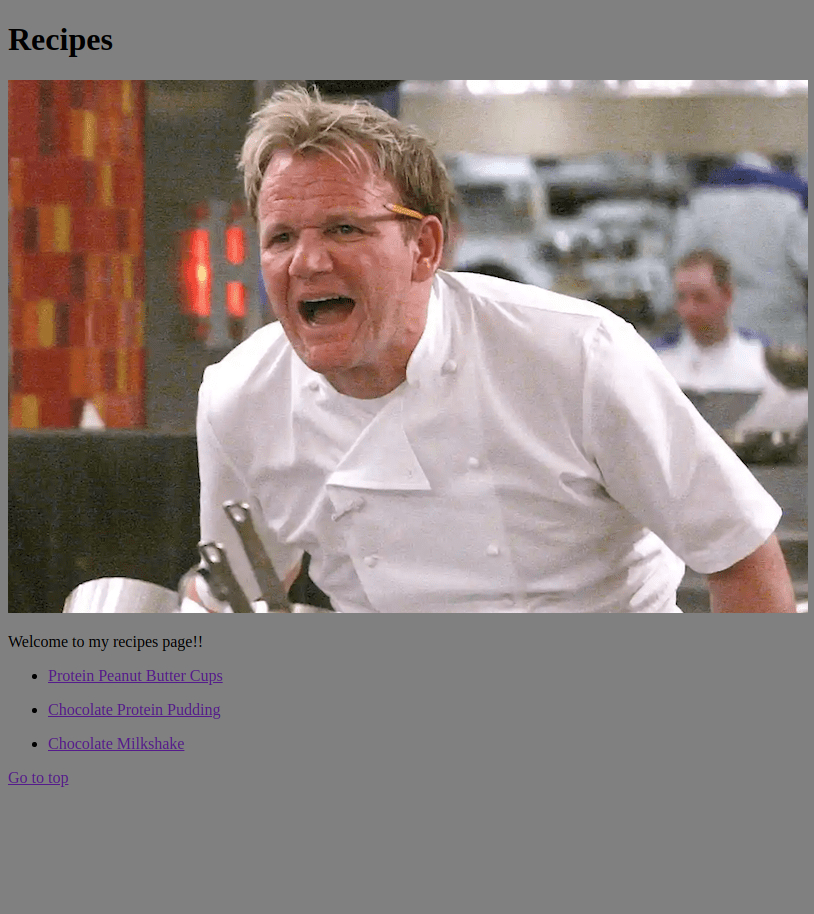 Recipes
Welcome to my recipes page!!
Protein Peanut Butter Cups
Chocolate Protein Pudding
Chocolate Milkshake
Go to top